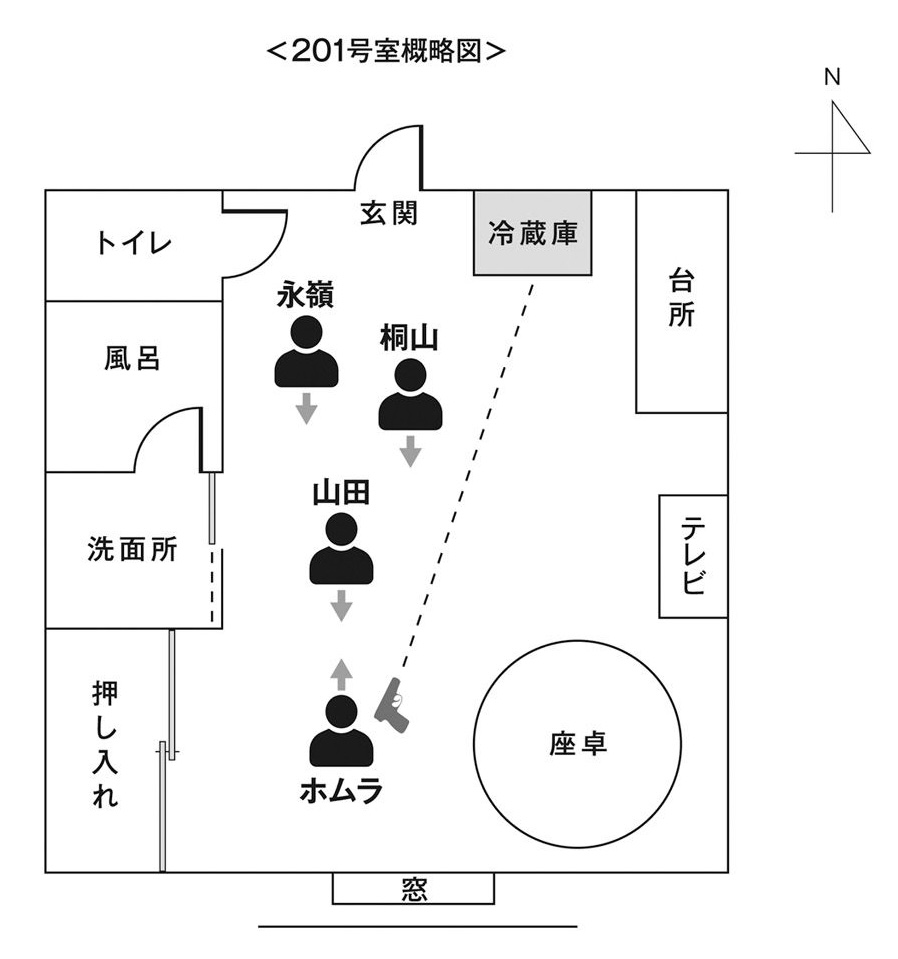 <201号室概略図>
N
玄関
トイレ
冷蔵庫
台所
永嶺
桐山
風呂
山田
洗面所
テレビ
押し入れ
座卓
ホムラ
窓